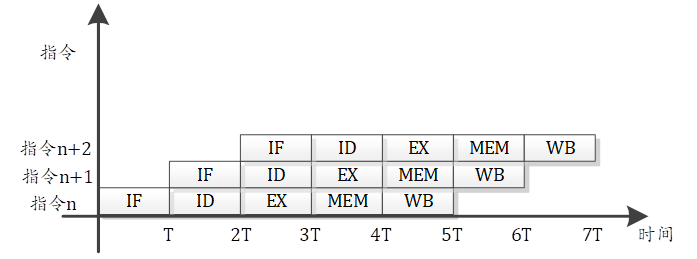 指令
指令n+2 IF ID EX MEM WB
指令n+1 IF ID EX MEM WB
指令n IF ID EX MEM WB
T 2T 3T 4T 5T 6T 7T 时间